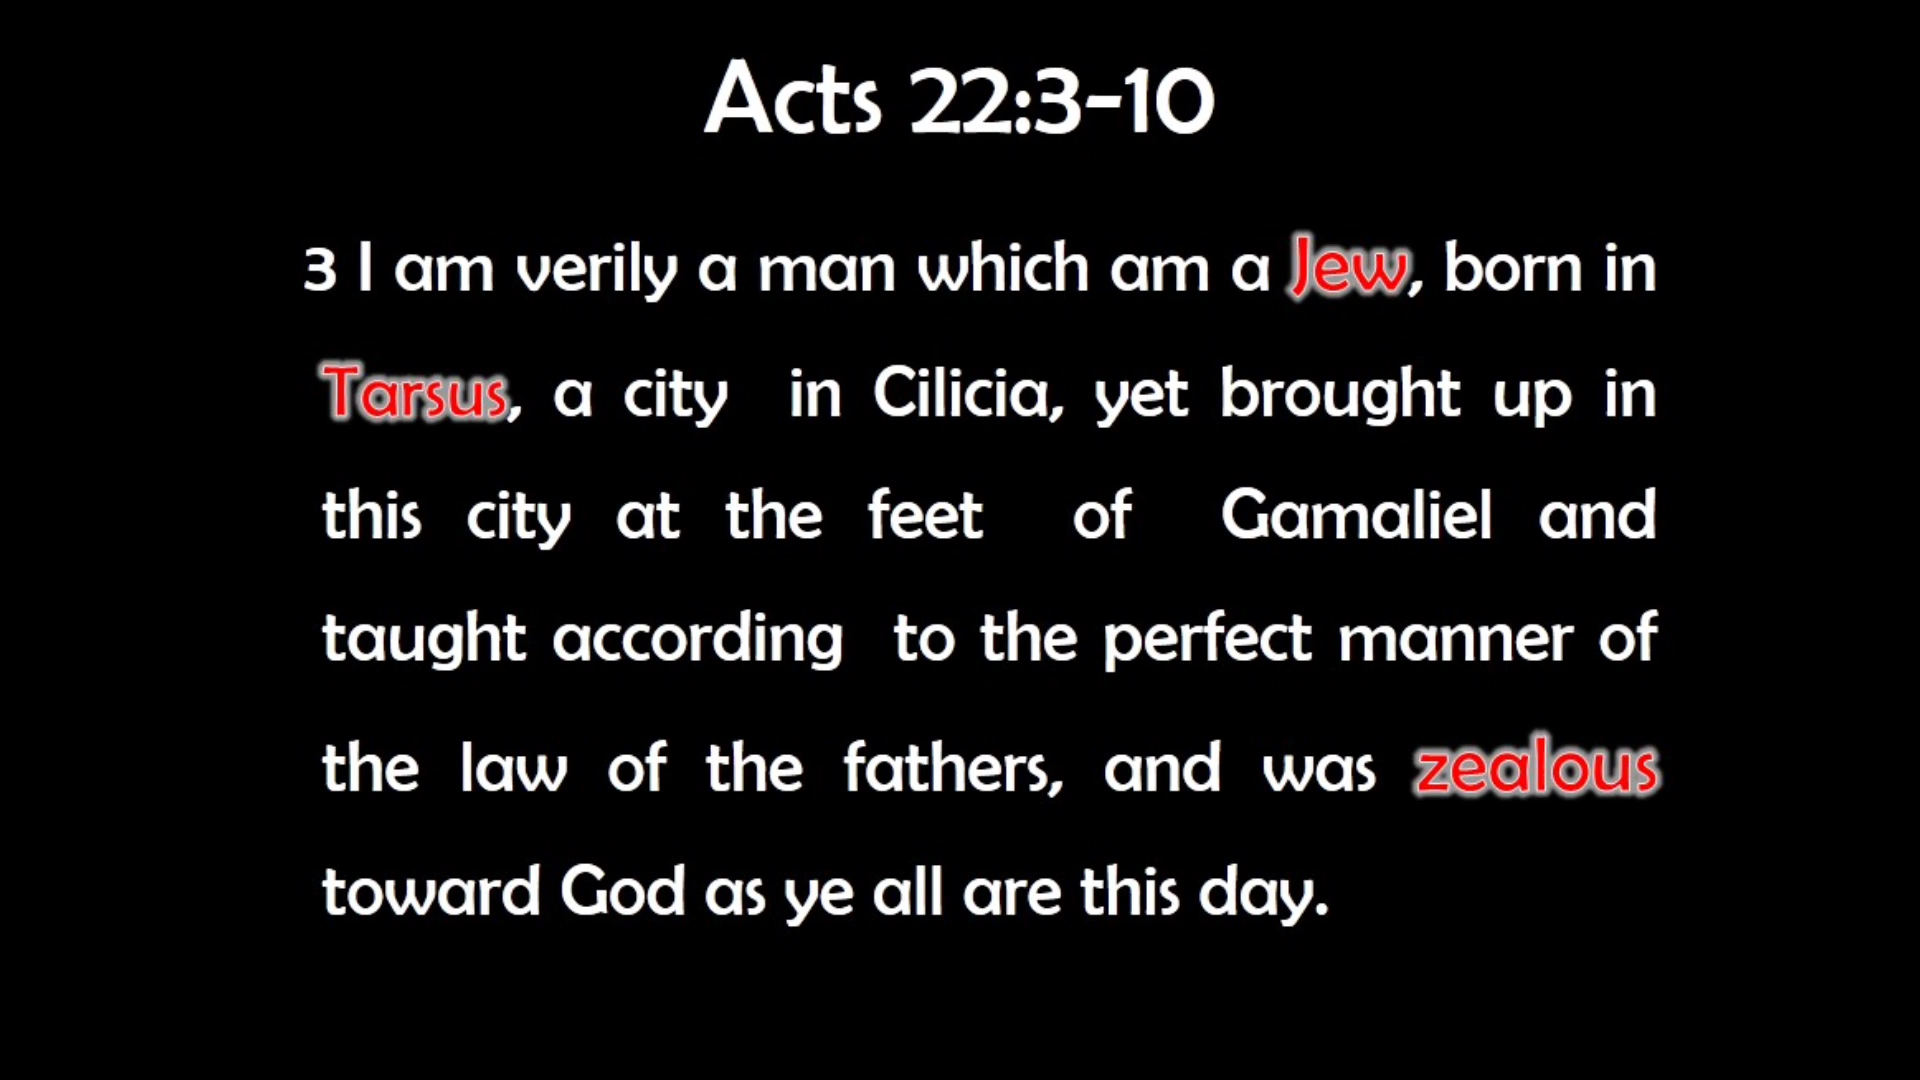 Acts 22:3-10
3 I am verily a man which am a Jew, born in
Tarsus, a city in Cilicia, yet brought up in
this city at the feet of Gamaliel and
taught according to the perfect manner of
the law of the fathers, and was zealous
toward God as ye all are this day.